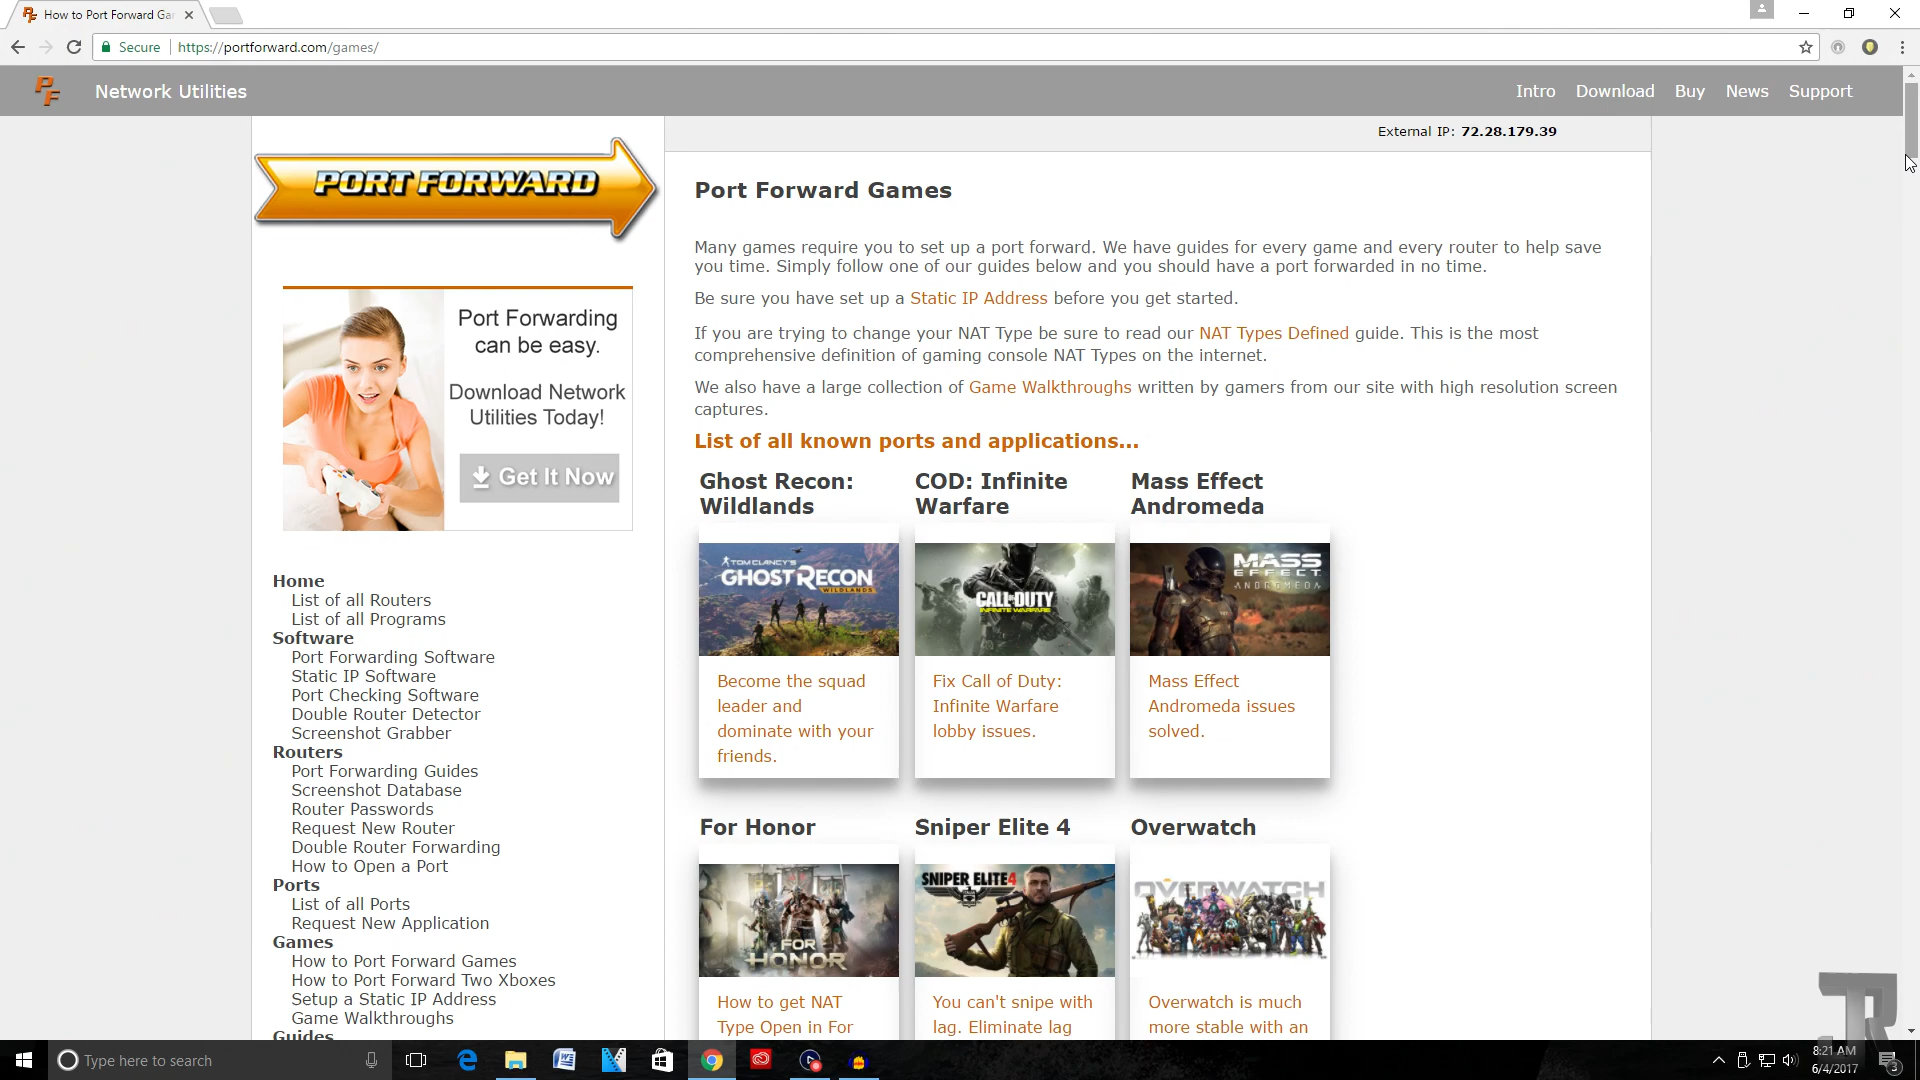 How to Port Forward Ga
Secure
https://portforward.com/games/
PF
Network Utilities
Intro
Download
Buy
News
Support
External IP: 72.28.179.39
PORT FORWARD
Port Forwarding
can be easy.
Download Network
Utilities Today!
Get It Now
Home
List of all Routers
List of all Programs
Software
Port Forwarding Software
Static IP Software
Port Checking Software
Double Router Detector
Screenshot Grabber
Routers
Port Forwarding Guides
Screenshot Database
Router Passwords
Request New Router
Double Router Forwarding
How to Open a Port
Ports
List of all Ports
Request New Application
Games
How to Port Forward Games
How to Port Forward Two Xboxes
Setup a Static IP Address
Game Walkthroughs
Guides
Port Forward Games
Many games require you to set up a port forward. We have guides for every game and every router to help save
you time. Simply follow one of our guides below and you should have a port forwarded in no time.
Be sure you have set up a Static IP Address before you get started.
If you are trying to change your NAT Type be sure to read our NAT Types Defined guide. This is the most
comprehensive definition of gaming console NAT Types on the internet.
We also have a large collection of Game Walkthroughs written by gamers from our site with high resolution screen
captures.
List of all known ports and applications...
Ghost Recon:
Wildlands
TOM CLANCY'S
GHOST RECON
WILDLANDS
Become the squad
leader and
dominate with your
friends.
COD: Infinite
Warfare
CALL OF DUTY
INFINITE WARFARE
Fix Call of Duty:
Infinite Warfare
lobby issues.
Mass Effect
Andromeda
MASS
EFFECT
ANDROMEDA
Mass Effect
Andromeda issues
solved.
For Honor
FOR
HONOR
How to get NAT
Type Open in For
Sniper Elite 4
SNIPER ELITE 4
You can't snipe with
lag. Eliminate lag
Overwatch
OVERWATCH
Overwatch is much
more stable with an
JR
Type here to search
8:21 AM
6/4/2017
3